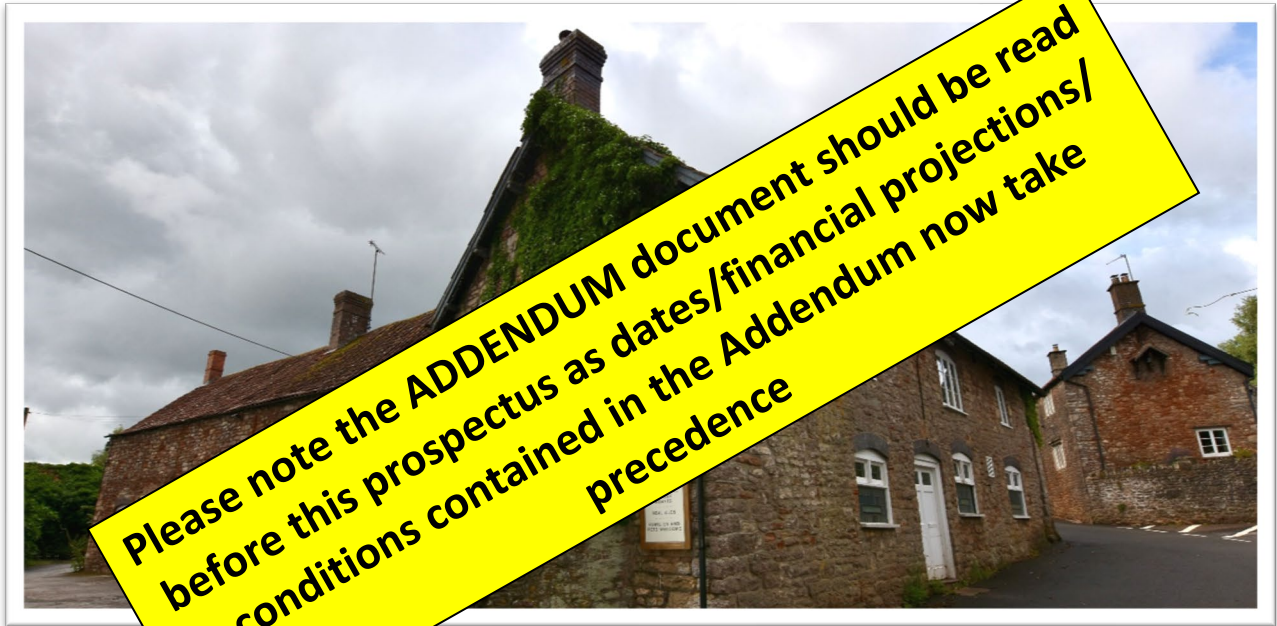 Please note the ADDENDUM document should be read
before this prospectus as dates/financial projections/
conditions contained in the Addendum now take
precedence